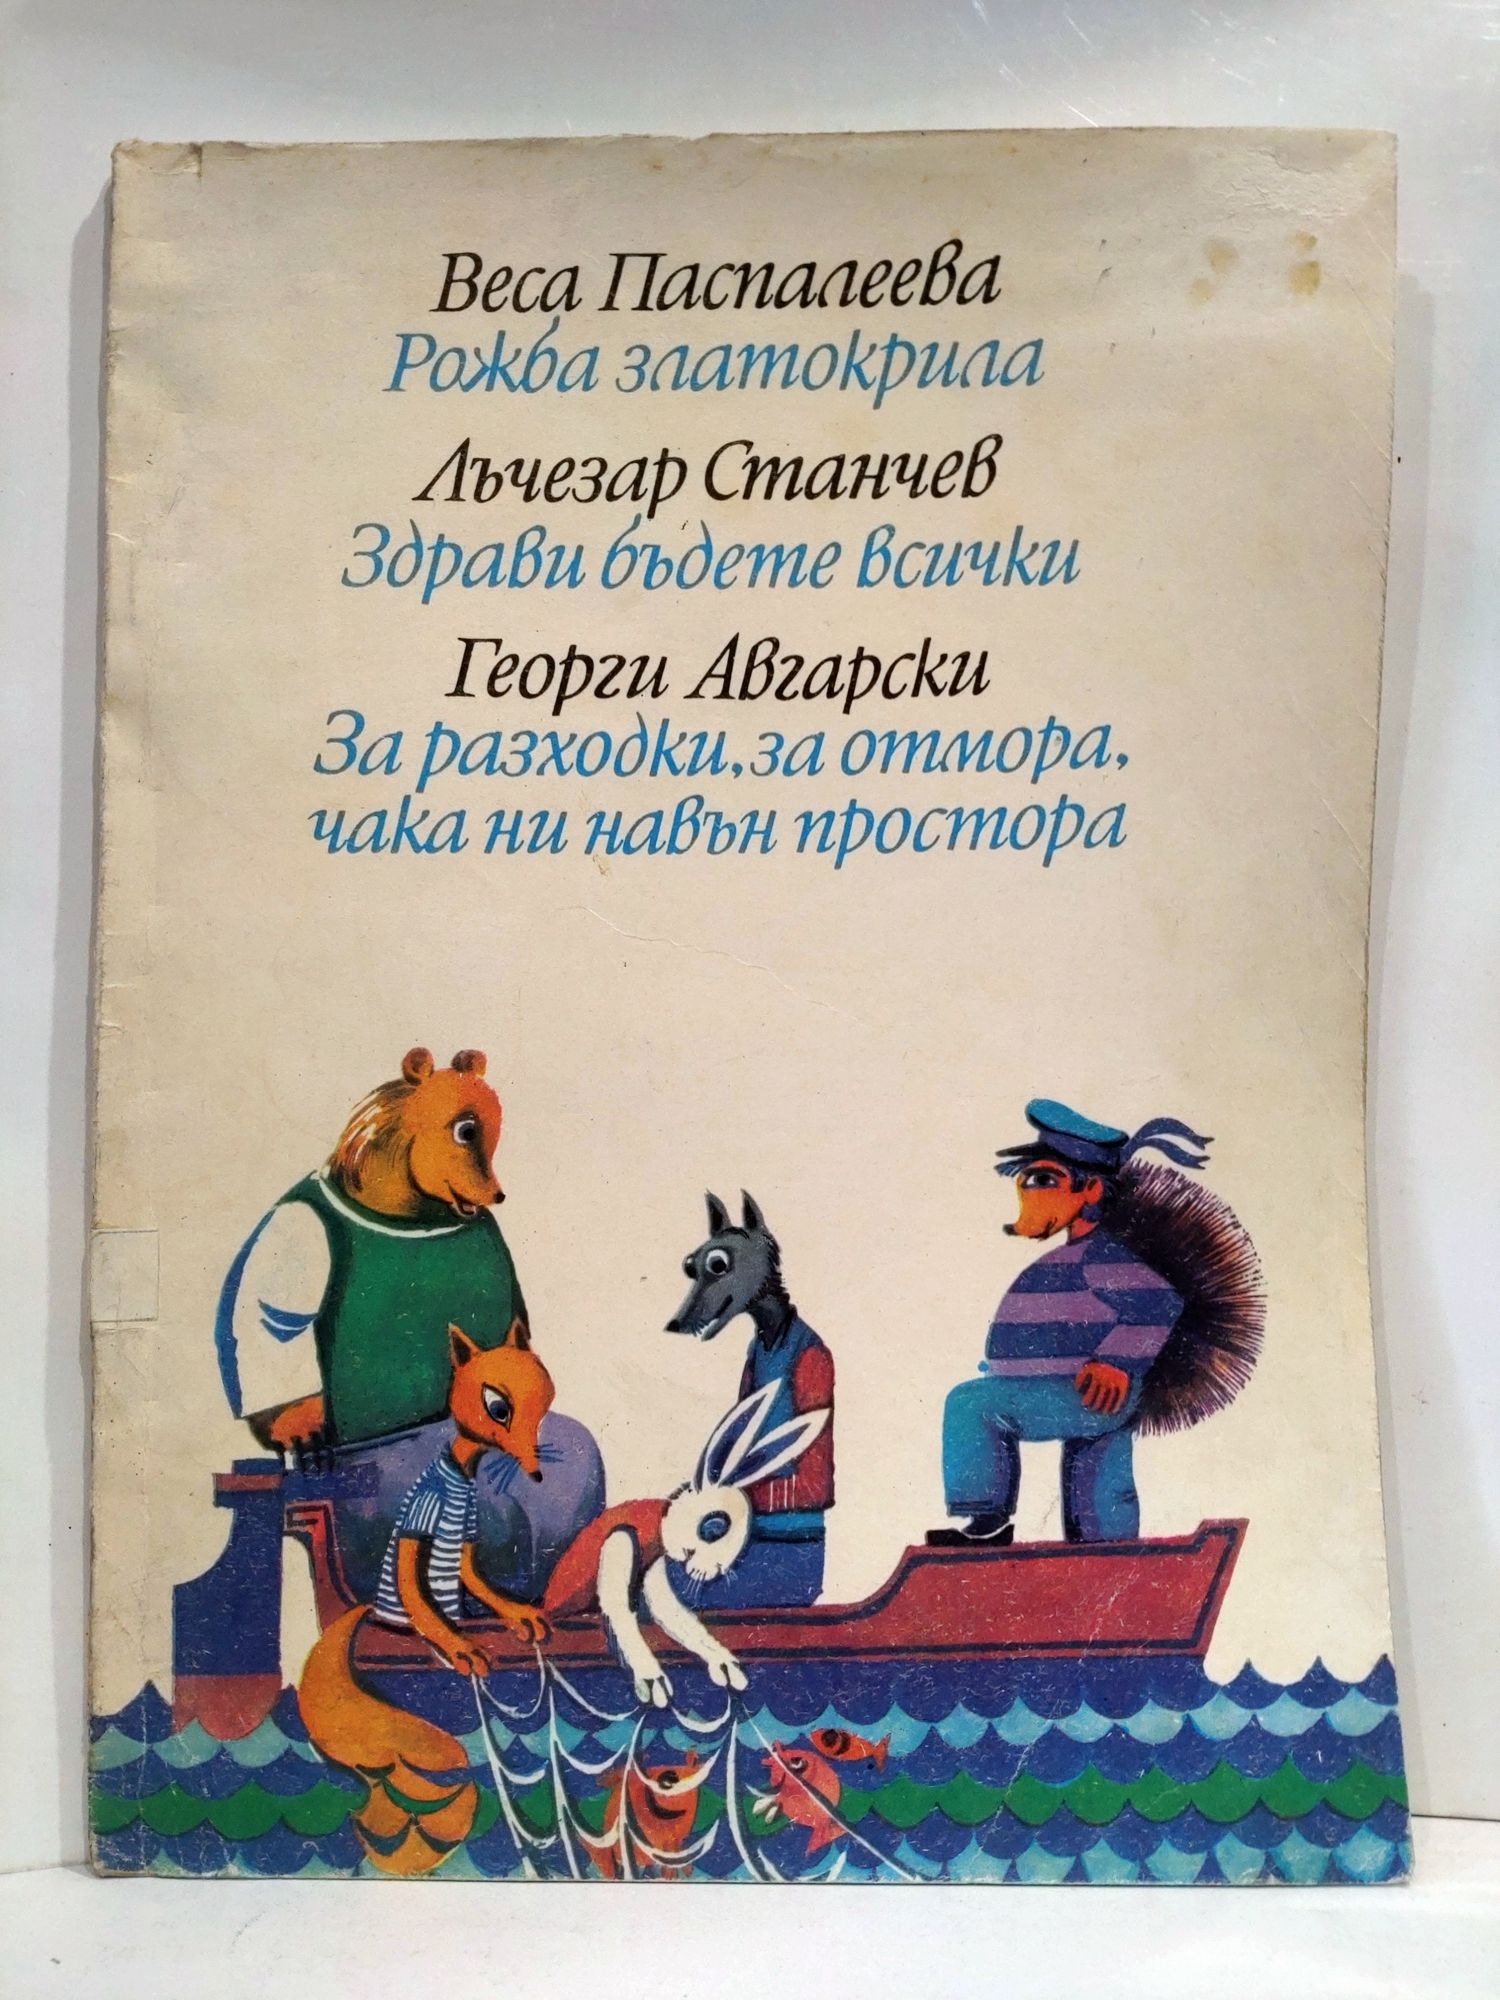 Веса Паспалеева
Рожба златокрила
Лъчезар Станчев
Здрави бъдете всички
Георги Авгарски
За разходки, за отмора,
чака ни навън простора